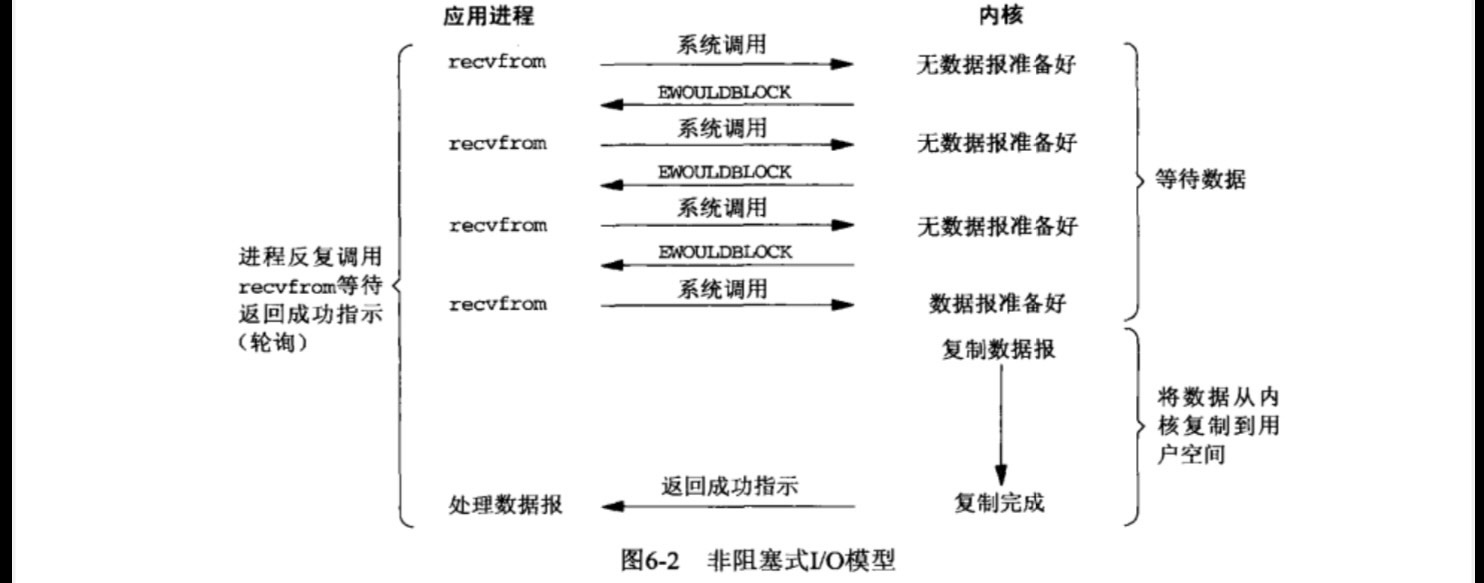 应用进程
内核
recvfrom
系统调用
无数据报准备好
EWOULDBLOCK
recvfrom
系统调用
无数据报准备好
EWOULDBLOCK
等待数据
recvfrom
系统调用
无数据报准备好
EWOULDBLOCK
进程反复调用
recvfrom等待
返回成功指示
（轮询）
recvfrom
系统调用
数据报准备好
复制数据报
将数据从内
核复制到用
户空间
处理数据报
返回成功指示
复制完成
图6-2 非阻塞式I/O模型